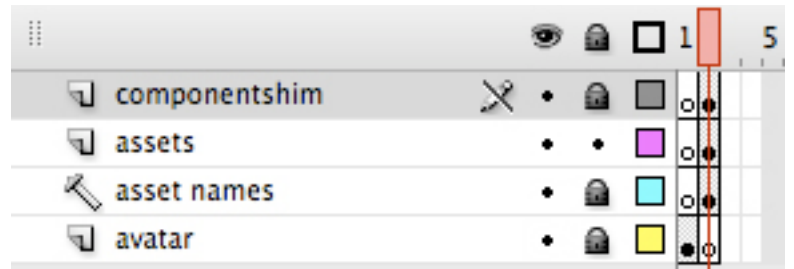 1 5
componentshim
assets
asset names
avatar